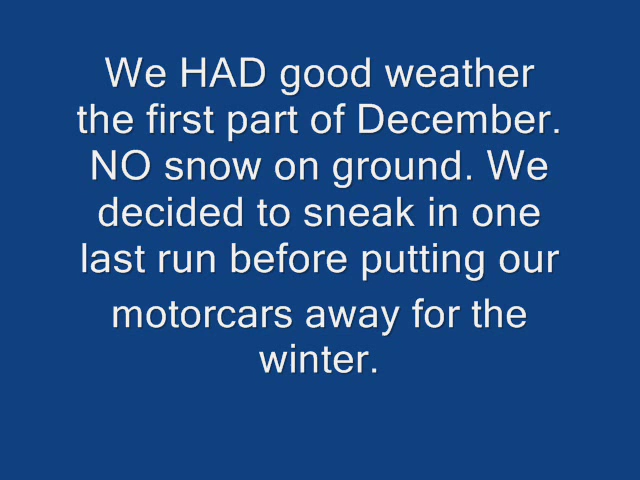 We HAD good weather
the first part of December.
NO snow on ground. We
decided to sneak in one
last run before putting our
motorcars away for the
winter.